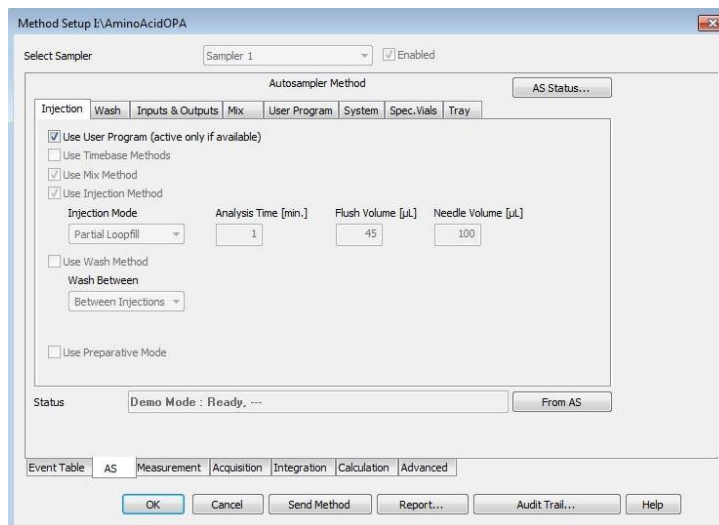 Method Setup I:\AminoAcidOPA
Select Sampler Sampler 1 Enabled
Autosampler Method AS Status...
Injection Wash Inputs & Outputs Mix User Program System Spec.Vials Tray
Use User Program (active only if available)
Use Timebase Methods
Use Mix Method
Use Injection Method
Injection Mode Analysis Time [min.] Flush Volume [µL] Needle Volume [µL]
Partial Loopfill 1 45 100
Use Wash Method
Wash Between
Between Injections
Use Preparative Mode
Status Demo Mode : Ready, --- From AS
Event Table AS Measurement Acquisition Integration Calculation Advanced
OK Cancel Send Method Report... Audit Trail... Help